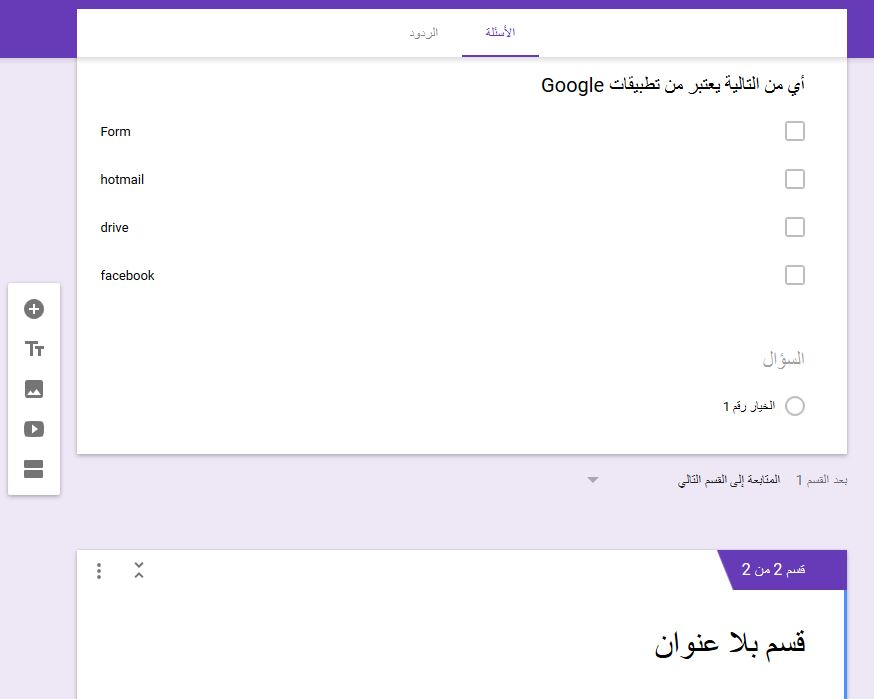 الأسئلة
الردود
أي من التالية يعتبر من تطبيقات Google
Form
hotmail
drive
facebook
السؤال
الخيار رقم 1
بعد القسم 1 المتابعة إلى القسم التالي
قسم 2 من 2
قسم بلا عنوان